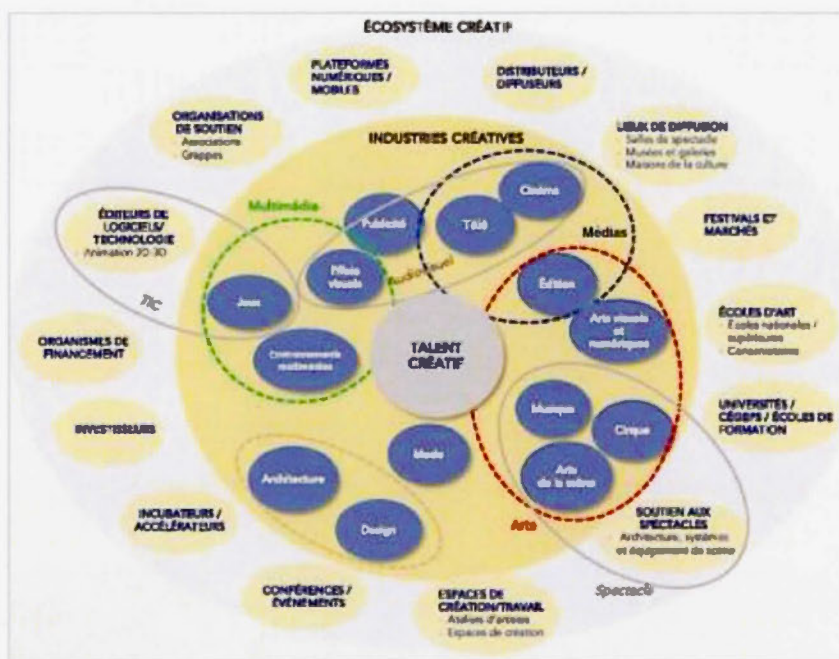 ÉCOSYSTÈME CRÉATIF
PLATEFORMES
NUMÉRIQUES /
MOBILES
DISTRIBUTEURS /
DIFFUSEURS
ORGANISATIONS
DE SOUTIEN
- Associations
- Grappes
INDUSTRIES CRÉATIVES
LIEUX DE DIFFUSION
- Salles de spectacle
- Musées et galeries
- Maisons de la culture
ÉDITEURS DE
LOGICIELS/
TECHNOLOGIE
- Animation 2D-3D
TIC
Multimédia
Publicité
Télé
Cinéma
Médias
FESTIVALS ET
MARCHÉS
Effets
visuels
Audiovisuel
Jeux
Édition
Arts visuels
et
numériques
ÉCOLES D'ART
- Écoles nationales /
supérieures
- Conservatoires
ORGANISMES DE
FINANCEMENT
Environnements
multimédias
TALENT
CRÉATIF
INVESTISSEURS
Musique
Cirque
Arts
de la scène
UNIVERSITÉS /
CÉGEPS / ÉCOLES DE
FORMATION
Mode
Architecture
Design
INCUBATEURS /
ACCÉLÉRATEURS
Arts
SOUTIEN AUX
SPECTACLES
- Architecture, systèmes
et équipement de scène
Spectacle
CONFÉRENCES /
ÉVÉNEMENTS
ESPACES DE
CRÉATION/TRAVAIL
- Ateliers d'artistes
- Espaces de création